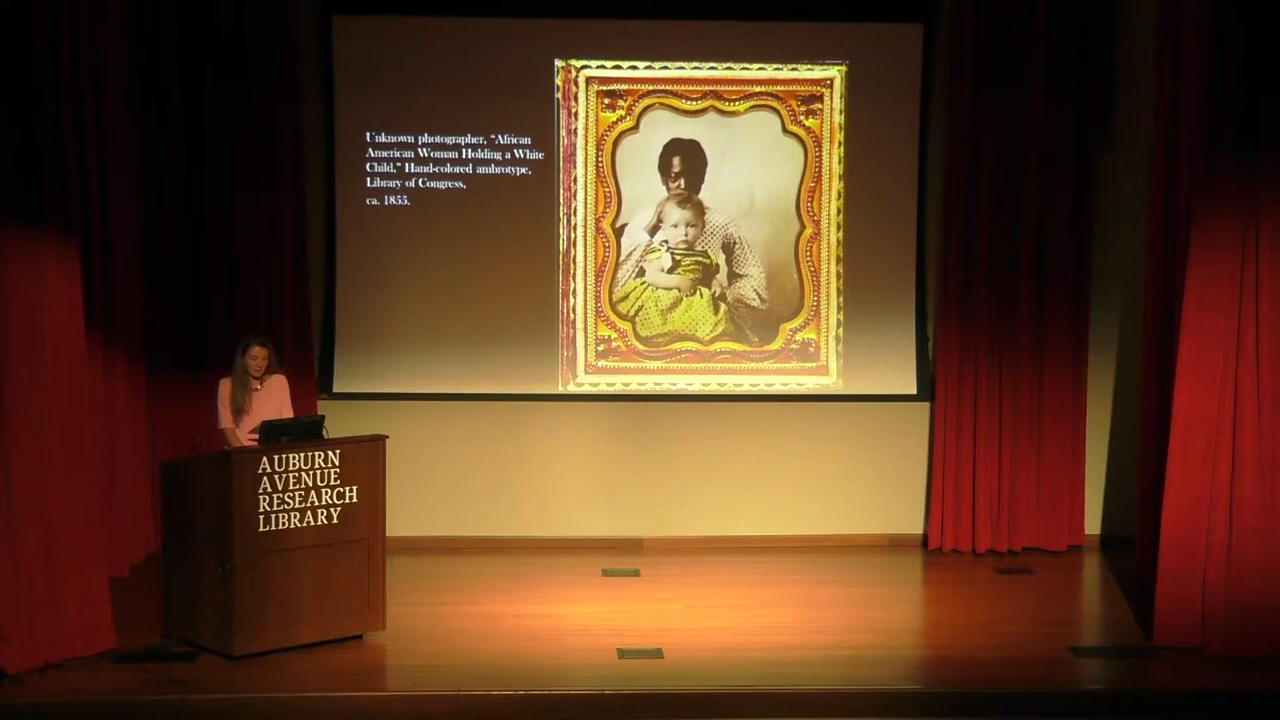 Unknown photographer, “African
American Woman Holding a White
Child,” Hand-colored ambrotype,
Library of Congress,
ca. 1855.
AUBURN
AVENUE
RESEARCH
LIBRARY